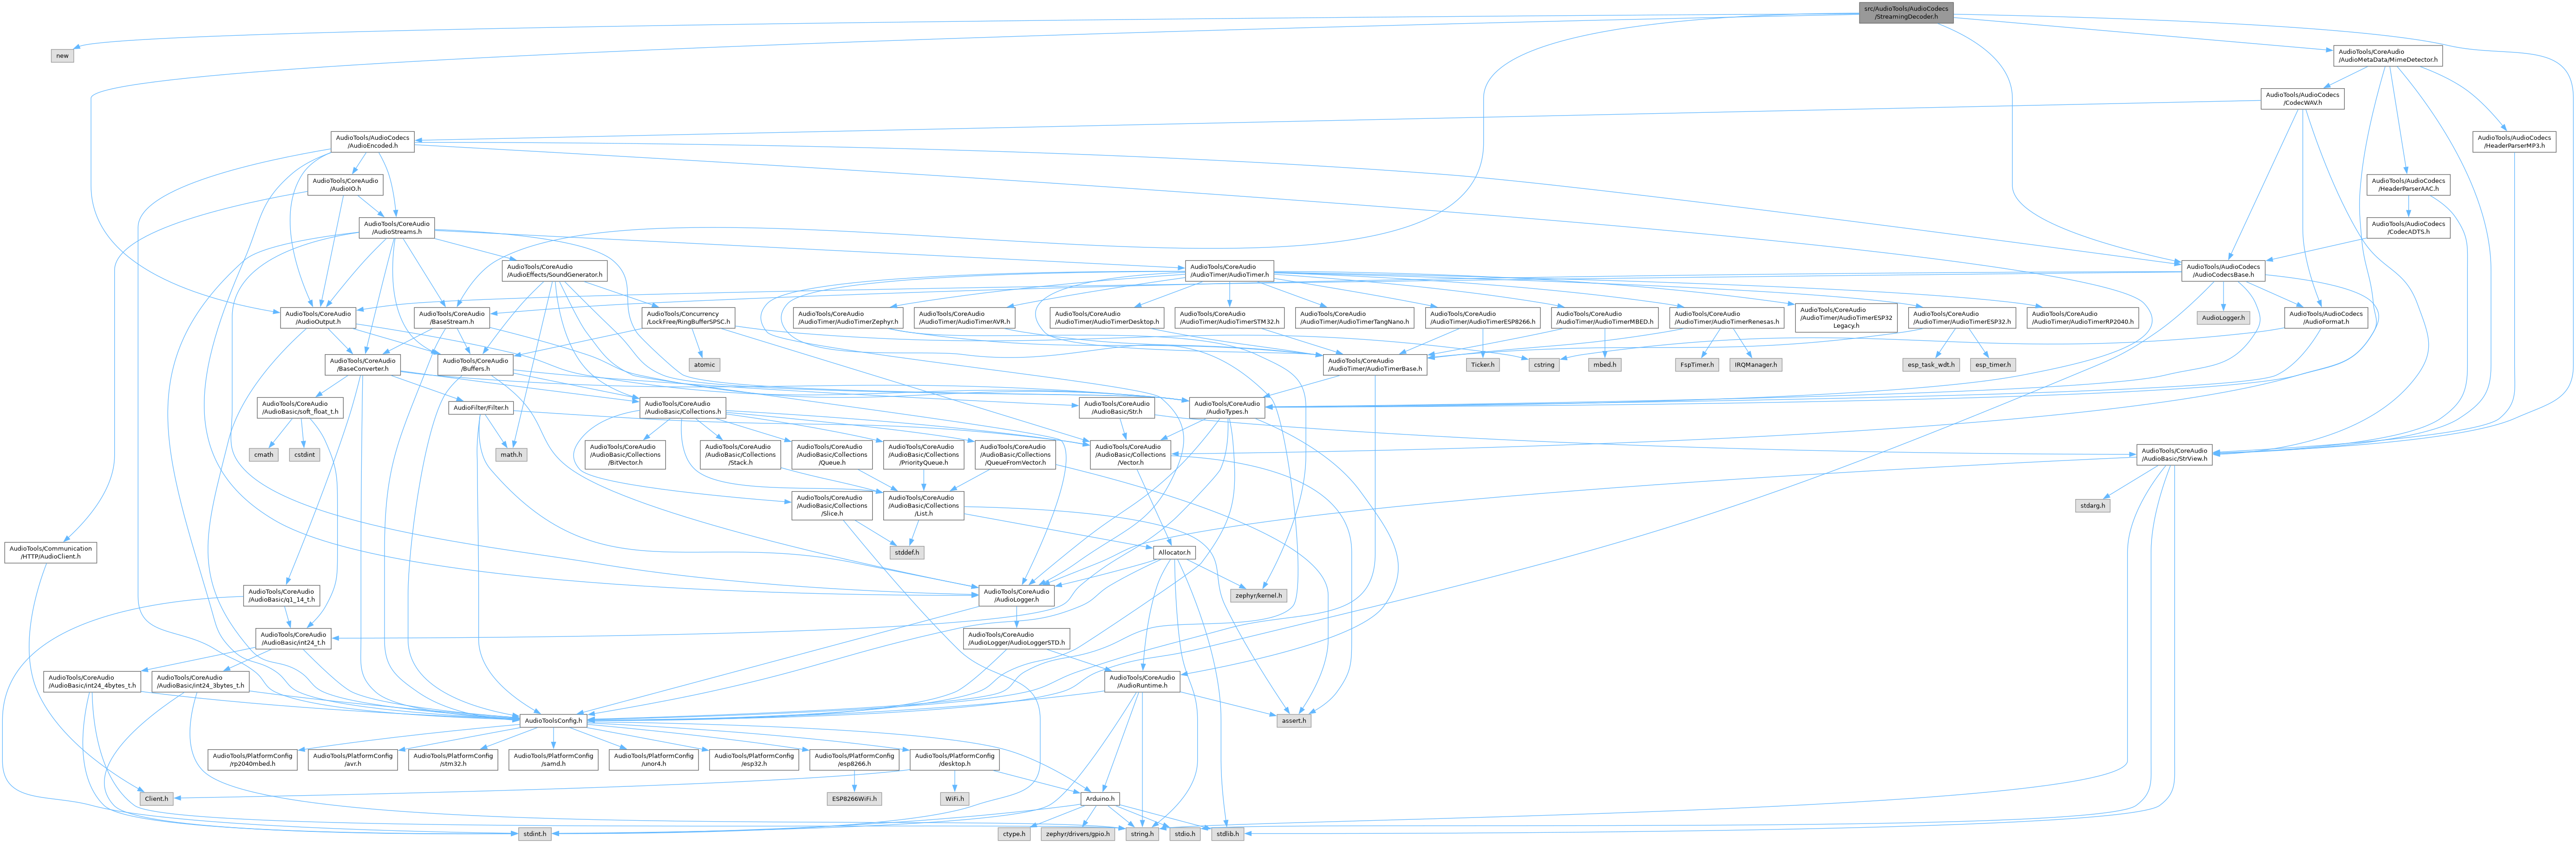 src/AudioTools/AudioCodecs
/StreamingDecoder.h
new
AudioTools/CoreAudio
/AudioMetaData/MimeDetector.h
AudioTools/AudioCodecs
/CodecWAV.h
AudioTools/AudioCodecs
/AudioEncoded.h
AudioTools/AudioCodecs
/HeaderParserMP3.h
AudioTools/CoreAudio
/AudioIO.h
AudioTools/AudioCodecs
/HeaderParserAAC.h
AudioTools/CoreAudio
/AudioStreams.h
AudioTools/AudioCodecs
/CodecADTS.h
AudioTools/CoreAudio
/AudioEffects/SoundGenerator.h
AudioTools/CoreAudio
/AudioTimer/AudioTimer.h
AudioTools/AudioCodecs
/AudioCodecsBase.h
AudioTools/CoreAudio
/AudioOutput.h
AudioTools/CoreAudio
/BaseStream.h
AudioTools/Concurrency
/LockFree/RingBufferSPSC.h
AudioTools/CoreAudio
/AudioTimer/AudioTimerZephyr.h
AudioTools/CoreAudio
/AudioTimer/AudioTimerAVR.h
AudioTools/CoreAudio
/AudioTimer/AudioTimerDesktop.h
AudioTools/CoreAudio
/AudioTimer/AudioTimerSTM32.h
AudioTools/CoreAudio
/AudioTimer/AudioTimerTangNano.h
AudioTools/CoreAudio
/AudioTimer/AudioTimerESP8266.h
AudioTools/CoreAudio
/AudioTimer/AudioTimerMBED.h
AudioTools/CoreAudio
/AudioTimer/AudioTimerRenesas.h
AudioTools/CoreAudio
/AudioTimer/AudioTimerESP32
Legacy.h
AudioTools/CoreAudio
/AudioTimer/AudioTimerESP32.h
AudioTools/CoreAudio
/AudioTimer/AudioTimerRP2040.h
AudioLogger.h
AudioTools/AudioCodecs
/AudioFormat.h
AudioTools/CoreAudio
/BaseConverter.h
AudioTools/CoreAudio
/Buffers.h
atomic
AudioTools/CoreAudio
/AudioTimer/AudioTimerBase.h
Ticker.h
cstring
mbed.h
FspTimer.h
IRQManager.h
esp_task_wdt.h
esp_timer.h
AudioTools/CoreAudio
/AudioBasic/soft_float_t.h
AudioFilter/Filter.h
AudioTools/CoreAudio
/AudioBasic/Collections.h
AudioTools/CoreAudio
/AudioBasic/Str.h
AudioTools/CoreAudio
/AudioTypes.h
cmath
cstdint
math.h
AudioTools/CoreAudio
/AudioBasic/Collections
/BitVector.h
AudioTools/CoreAudio
/AudioBasic/Collections
/Stack.h
AudioTools/CoreAudio
/AudioBasic/Collections
/Queue.h
AudioTools/CoreAudio
/AudioBasic/Collections
/PriorityQueue.h
AudioTools/CoreAudio
/AudioBasic/Collections
/QueueFromVector.h
AudioTools/CoreAudio
/AudioBasic/Collections
/Vector.h
AudioTools/CoreAudio
/AudioBasic/StrView.h
AudioTools/CoreAudio
/AudioBasic/Collections
/Slice.h
AudioTools/CoreAudio
/AudioBasic/Collections
/List.h
stdarg.h
AudioTools/Communication
/HTTP/AudioClient.h
stddef.h
Allocator.h
AudioTools/CoreAudio
/AudioBasic/q1_14_t.h
AudioTools/CoreAudio
/AudioLogger.h
zephyr/kernel.h
AudioTools/CoreAudio
/AudioBasic/int24_t.h
AudioTools/CoreAudio
/AudioLogger/AudioLoggerSTD.h
AudioTools/CoreAudio
/AudioBasic/int24_4bytes_t.h
AudioTools/CoreAudio
/AudioBasic/int24_3bytes_t.h
AudioTools/CoreAudio
/AudioRuntime.h
AudioToolsConfig.h
assert.h
AudioTools/PlatformConfig
/rp2040mbed.h
AudioTools/PlatformConfig
/avr.h
AudioTools/PlatformConfig
/stm32.h
AudioTools/PlatformConfig
/samd.h
AudioTools/PlatformConfig
/unor4.h
AudioTools/PlatformConfig
/esp32.h
AudioTools/PlatformConfig
/esp8266.h
AudioTools/PlatformConfig
/desktop.h
Client.h
ESP8266WiFi.h
WiFi.h
Arduino.h
stdint.h
ctype.h
zephyr/drivers/gpio.h
string.h
stdio.h
stdlib.h